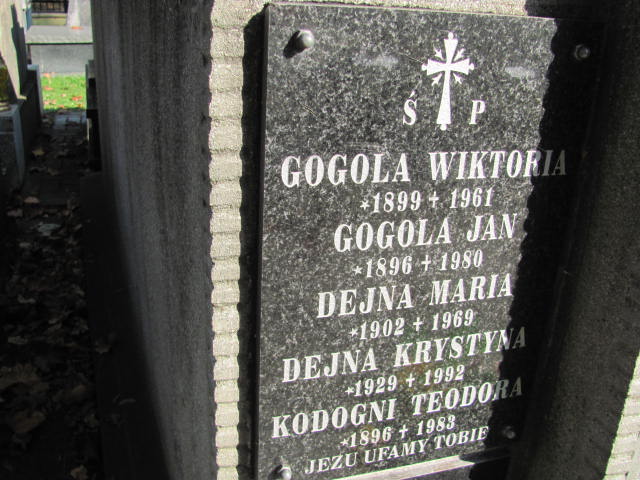 Ś P
GOGOLA WIKTORIA
*1899 + 1961
GOGOLA JAN
*1896 + 1980
DEJNA MARIA
*1902 + 1969
DEJNA KRYSTYNA
*1929 + 1992
KODOGNI TEODORA
*1896 + 1983
JEZU UFAMY TOBIE